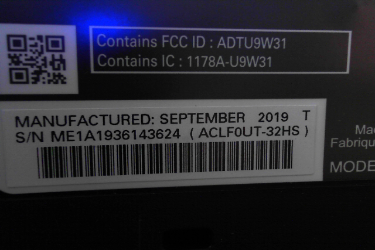 Contains FCC ID : ADTU9W31
Contains IC : 1178A-U9W31
MANUFACTURED: SEPTEMBER 2019 T
S/N ME1A1936143624 ( ACLF0UT-32HS )